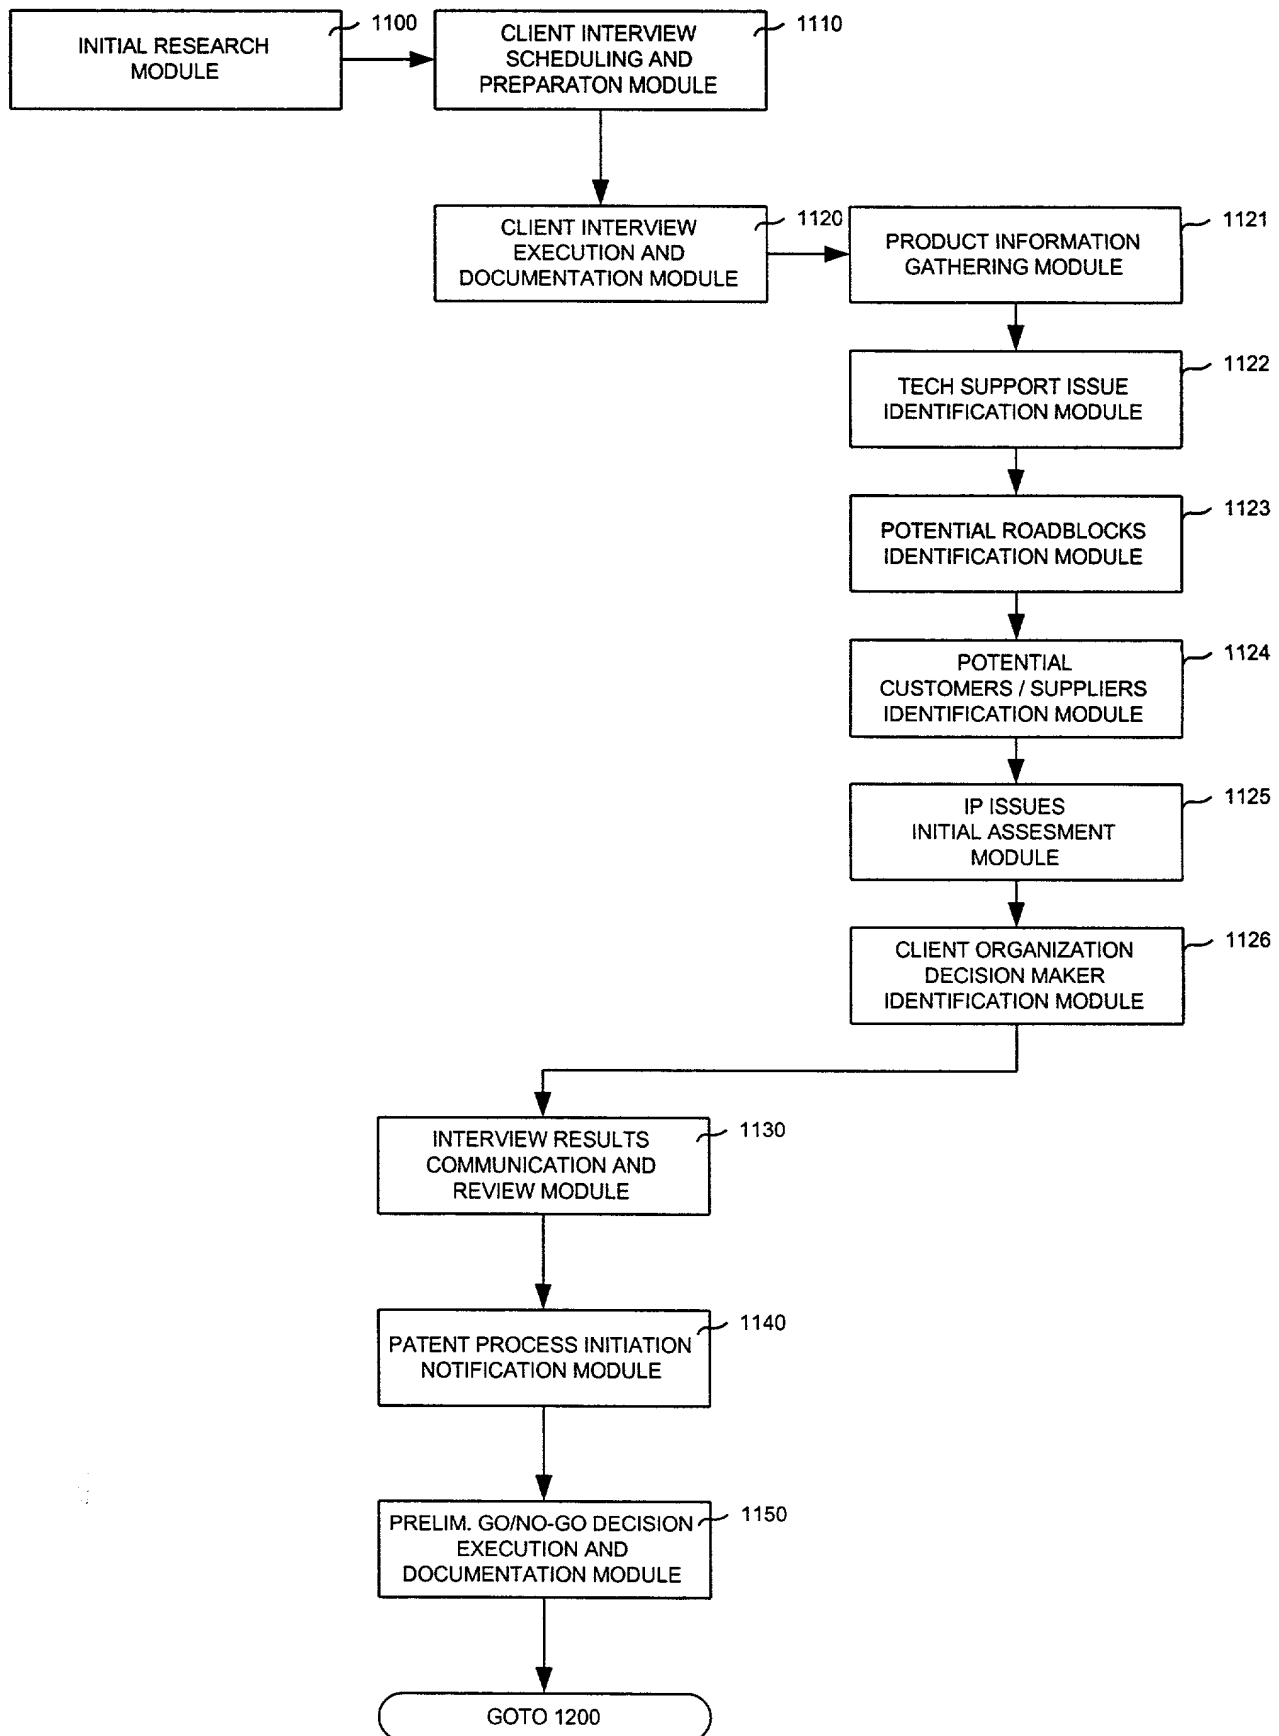 INITIAL RESEARCH
MODULE
1100
CLIENT INTERVIEW
SCHEDULING AND
PREPARATON MODULE
1110
CLIENT INTERVIEW
EXECUTION AND
DOCUMENTATION MODULE
1120
PRODUCT INFORMATION
GATHERING MODULE
1121
TECH SUPPORT ISSUE
IDENTIFICATION MODULE
1122
POTENTIAL ROADBLOCKS
IDENTIFICATION MODULE
1123
POTENTIAL
CUSTOMERS / SUPPLIERS
IDENTIFICATION MODULE
1124
IP ISSUES
INITIAL ASSESMENT
MODULE
1125
CLIENT ORGANIZATION
DECISION MAKER
IDENTIFICATION MODULE
1126
INTERVIEW RESULTS
COMMUNICATION AND
REVIEW MODULE
1130
PATENT PROCESS INITIATION
NOTIFICATION MODULE
1140
PRELIM. GO/NO-GO DECISION
EXECUTION AND
DOCUMENTATION MODULE
1150
GOTO 1200